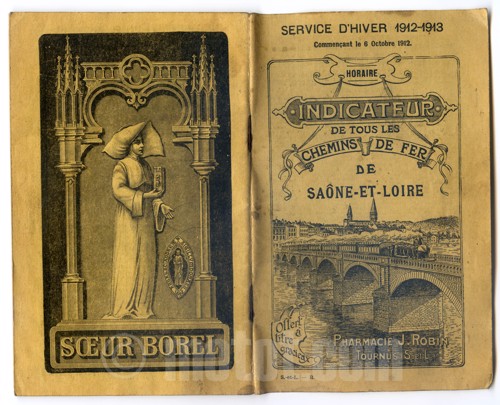 SŒUR BOREL
SERVICE D'HIVER 1912-1913
Commençant le 6 Octobre 1912.
HORAIRE
INDICATEUR
DE TOUS LES
CHEMINS DE FER
DE
SAÔNE-ET-LOIRE
Offert
à
titre
gracieux
PHARMACIE J. ROBIN
TOURNUS S.&L.